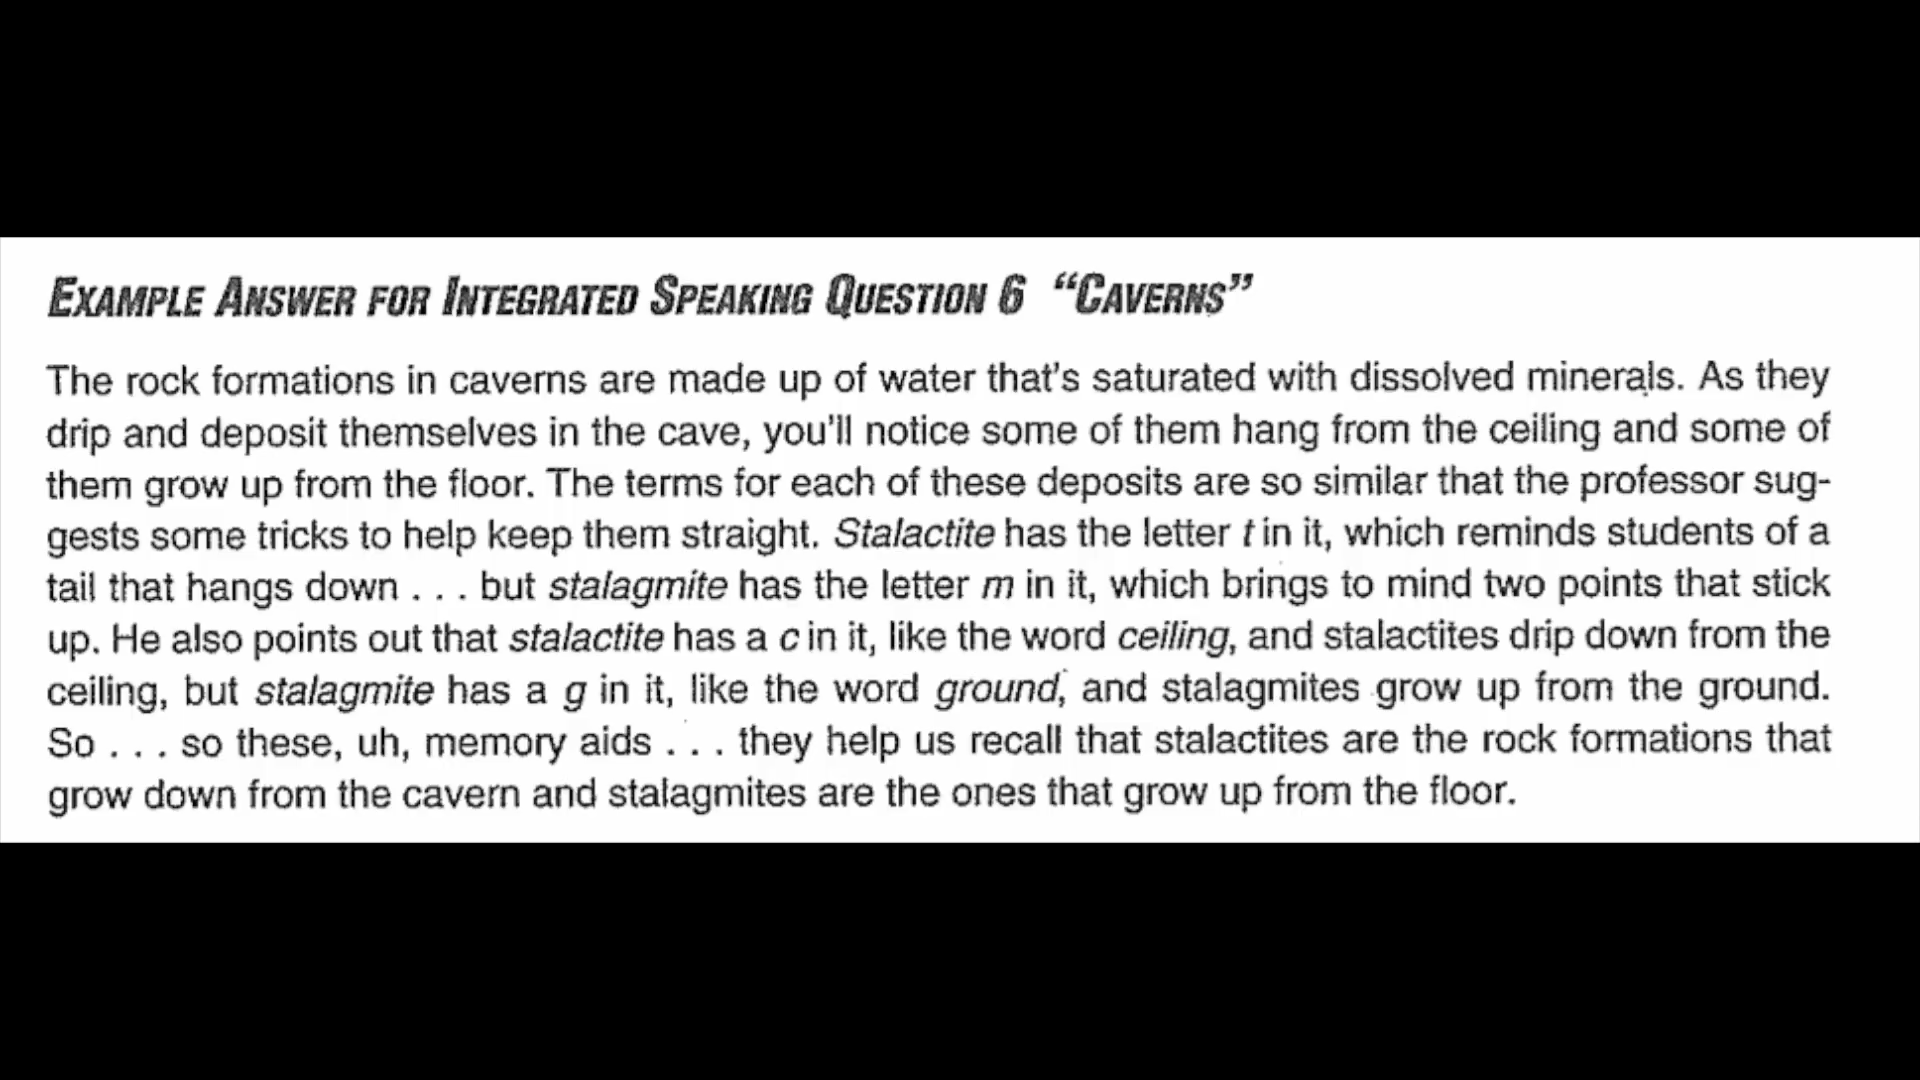 EXAMPLE ANSWER FOR INTEGRATED SPEAKING QUESTION 6 “CAVERNS”
The rock formations in caverns are made up of water that's saturated with dissolved minerals. As they
drip and deposit themselves in the cave, you'll notice some of them hang from the ceiling and some of
them grow up from the floor. The terms for each of these deposits are so similar that the professor sug-
gests some tricks to help keep them straight. Stalactite has the letter t in it, which reminds students of a
tail that hangs down . . . but stalagmite has the letter m in it, which brings to mind two points that stick
up. He also points out that stalactite has a c in it, like the word ceiling, and stalactites drip down from the
ceiling, but stalagmite has a g in it, like the word ground, and stalagmites grow up from the ground.
So . . . so these, uh, memory aids . . . they help us recall that stalactites are the rock formations that
grow down from the cavern and stalagmites are the ones that grow up from the floor.